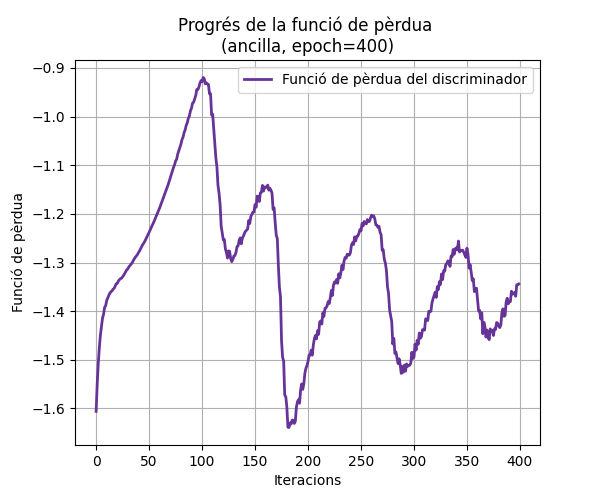 Progrés de la funció de pèrdua
(ancilla, epoch=400)
Funció de pèrdua del discriminador
Funció de pèrdua
−0.9
−1.0
−1.1
−1.2
−1.3
−1.4
−1.5
−1.6
0 50 100 150 200 250 300 350 400
Iteracions